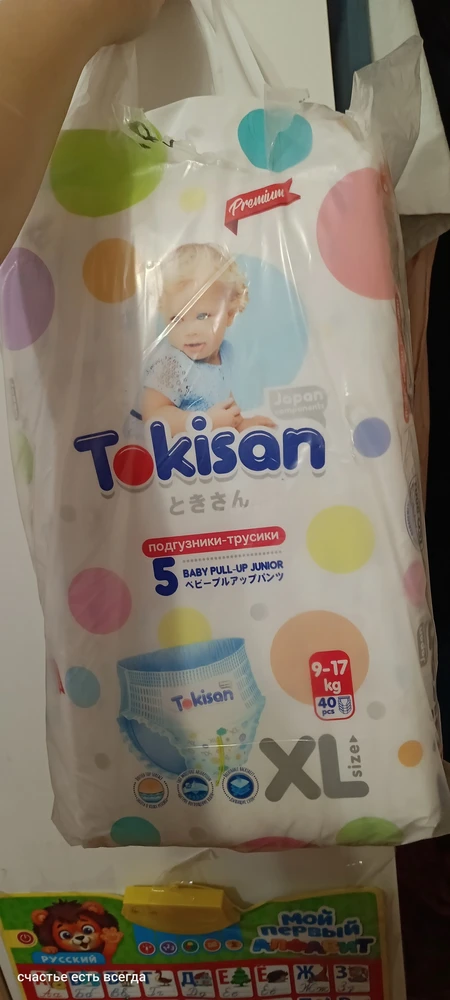 Premium
Japan
components
Tokisan
ときさん
подгузники-трусики
5
BABY PULL-UP JUNIOR
ベビープルアップパンツ
Tokisan
9-17
kg
40
pcs
XL
size
Мой
первый
Алфавит
РУССКИЙ
Д
Е
Ё
Ж
З
счастье есть всегда